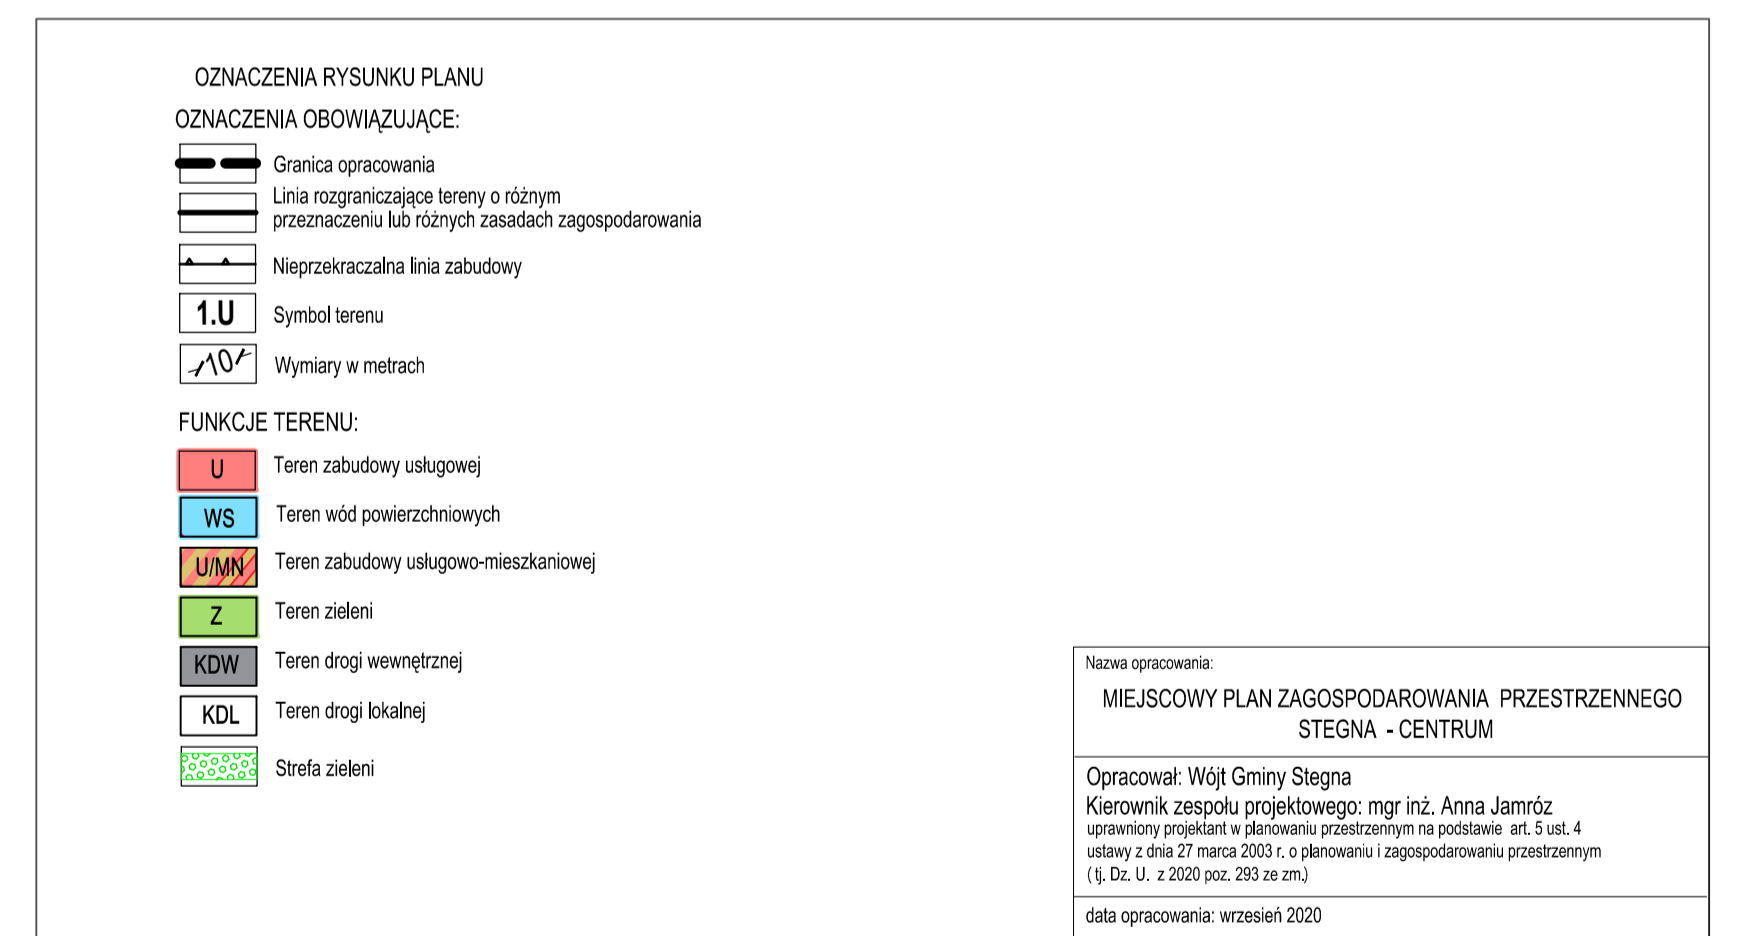 OZNACZENIA RYSUNKU PLANU
OZNACZENIA OBOWIĄZUJĄCE:
Granica opracowania
Linia rozgraniczające tereny o różnym
przeznaczeniu lub różnych zasadach zagospodarowania
Nieprzekraczalna linia zabudowy
1.U Symbol terenu
10 Wymiary w metrach
FUNKCJE TERENU:
U Teren zabudowy usługowej
WS Teren wód powierzchniowych
U/MN Teren zabudowy usługowo-mieszkaniowej
Z Teren zieleni
KDW Teren drogi wewnętrznej
KDL Teren drogi lokalnej
Strefa zieleni
Nazwa opracowania:
MIEJSCOWY PLAN ZAGOSPODAROWANIA PRZESTRZENNEGO
STEGNA - CENTRUM
Opracował: Wójt Gminy Stegna
Kierownik zespołu projektowego: mgr inż. Anna Jamróz
uprawniony projektant w planowaniu przestrzennym na podstawie art. 5 ust. 4
ustawy z dnia 27 marca 2003 r. o planowaniu i zagospodarowaniu przestrzennym
( tj. Dz. U. z 2020 poz. 293 ze zm.)
data opracowania: wrzesień 2020